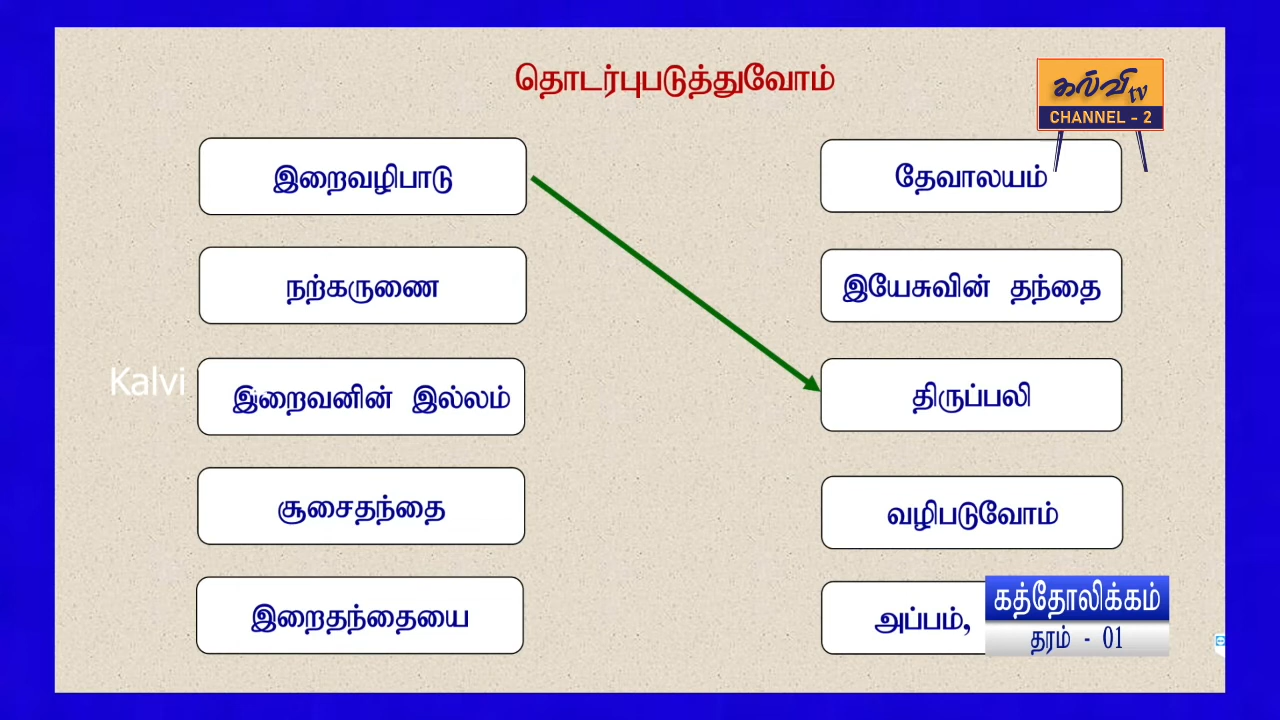 தொடர்புபடுத்துவோம்
கல்வி tv
CHANNEL - 2
இறைவழிபாடு
தேவாலயம்
நற்கருணை
இயேசுவின் தந்தை
Kalvi
இறைவனின் இல்லம்
திருப்பலி
சூசைதந்தை
வழிபடுவோம்
இறைதந்தையை
அப்பம்,
கத்தோலிக்கம்
தரம் - 01